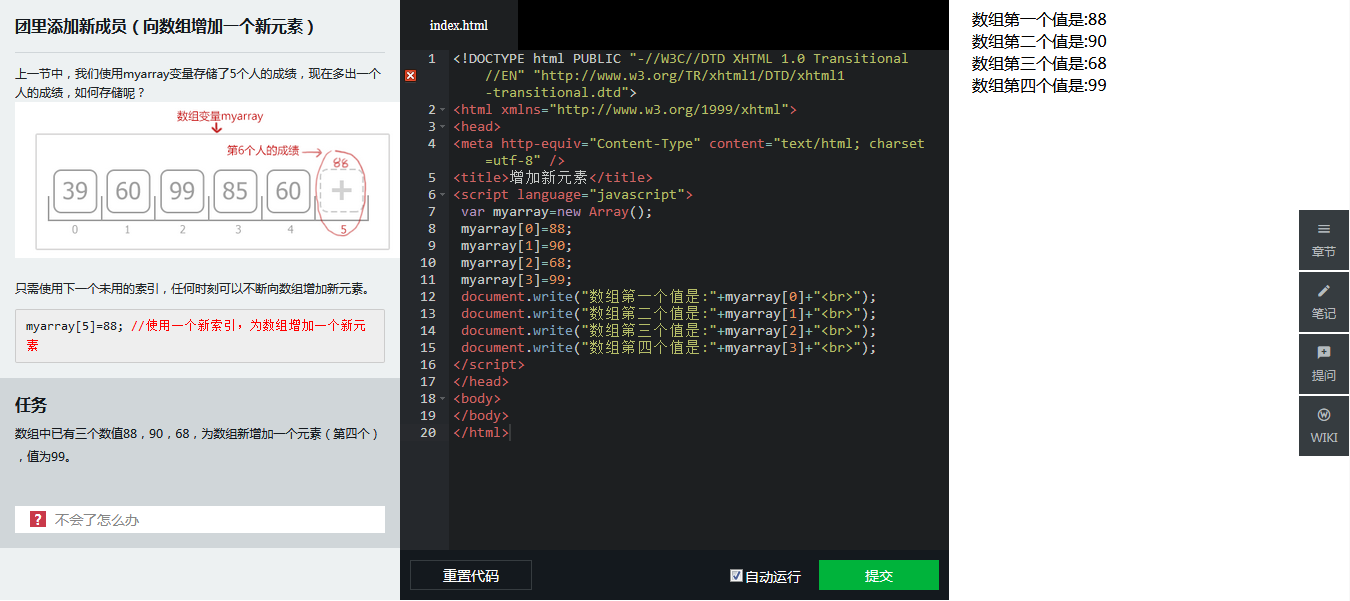 团里添加新成员（向数组增加一个新元素）
上一节中，我们使用myarray变量存储了5个人的成绩，现在多出一个
人的成绩，如何存储呢？
数组变量myarray
第6个人的成绩
88
39 60 99 85 60 +
0 1 2 3 4 5
只需使用下一个未用的索引，任何时刻可以不断向数组增加新元素。
myarray[5]=88; //使用一个新索引，为数组增加一个新元
素
任务
数组中已有三个数值88，90，68，为数组新增加一个元素（第四个）
，值为99。
? 不会了怎么办
index.html
1 <!DOCTYPE html PUBLIC "-//W3C//DTD XHTML 1.0 Transitional
//EN" "http://www.w3.org/TR/xhtml1/DTD/xhtml1
-transitional.dtd">
2 <html xmlns="http://www.w3.org/1999/xhtml">
3 <head>
4 <meta http-equiv="Content-Type" content="text/html; charset
=utf-8" />
5 <title>增加新元素</title>
6 <script language="javascript">
7 var myarray=new Array();
8 myarray[0]=88;
9 myarray[1]=90;
10 myarray[2]=68;
11 myarray[3]=99;
12 document.write("数组第一个值是:"+myarray[0]+"<br>");
13 document.write("数组第二个值是:"+myarray[1]+"<br>");
14 document.write("数组第三个值是:"+myarray[2]+"<br>");
15 document.write("数组第四个值是:"+myarray[3]+"<br>");
16 </script>
17 </head>
18 <body>
19 </body>
20 </html>
重置代码
自动运行
提交
数组第一个值是:88
数组第二个值是:90
数组第三个值是:68
数组第四个值是:99
章节
笔记
提问
WIKI